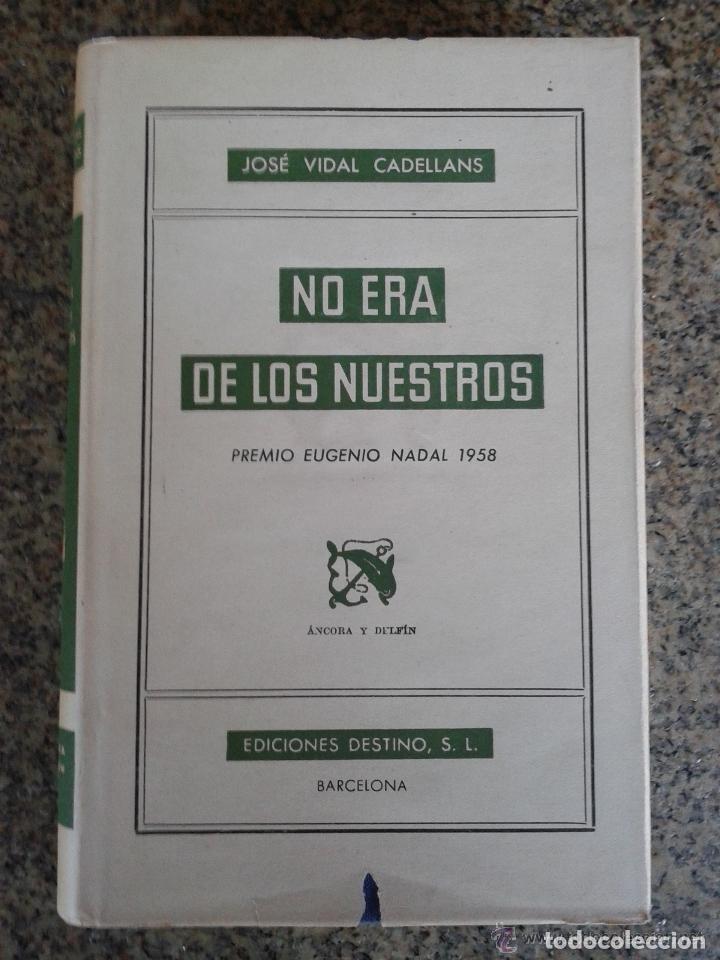 JOSÉ VIDAL CADELLANS
NO ERA
DE LOS NUESTROS
PREMIO EUGENIO NADAL 1958
ÁNCORA Y DELFÍN
EDICIONES DESTINO, S. L.
BARCELONA
todocoleccion